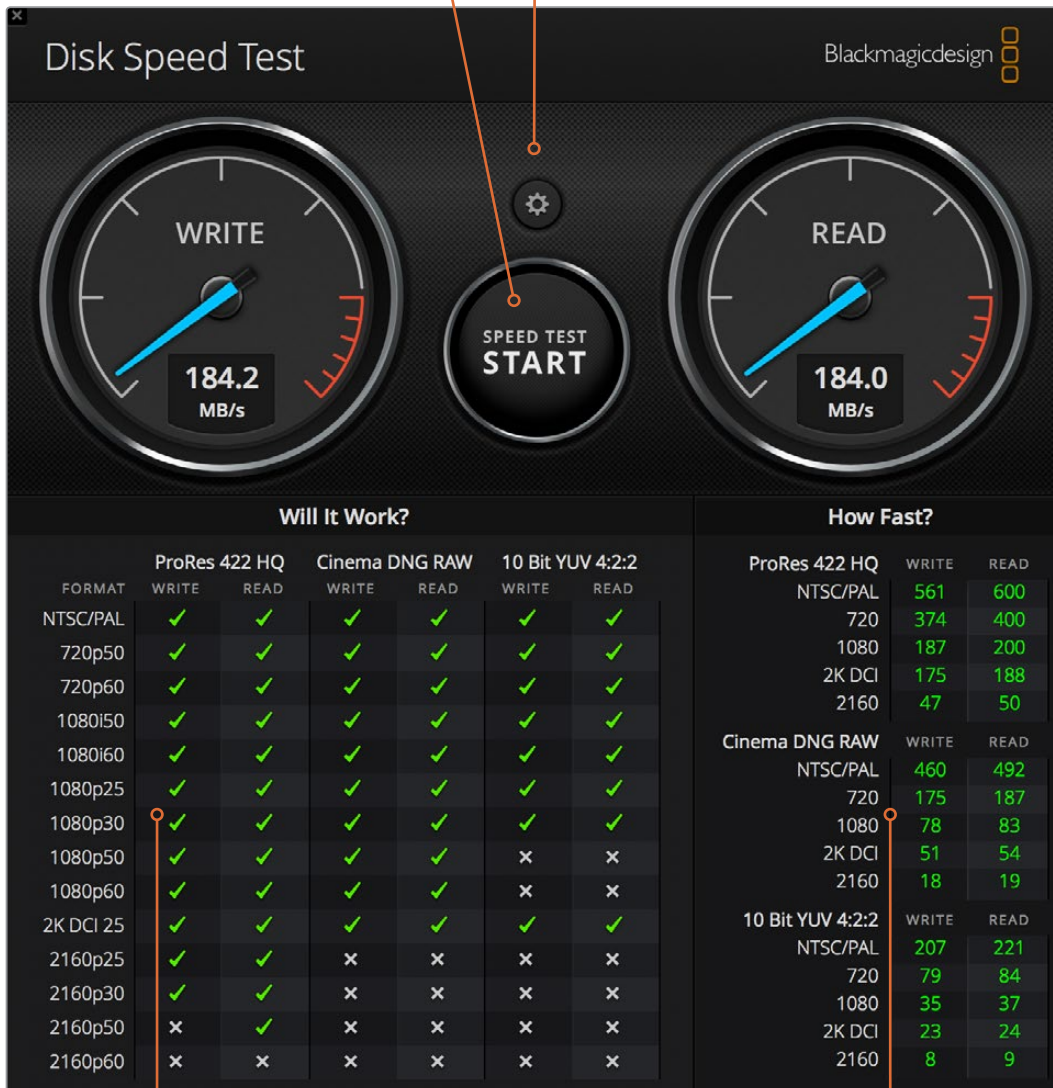 Disk Speed Test
Blackmagicdesign
WRITE
184.2
MB/s
SPEED TEST
START
READ
184.0
MB/s
Will It Work?
ProRes 422 HQ Cinema DNG RAW 10 Bit YUV 4:2:2
FORMAT WRITE READ WRITE READ WRITE READ
NTSC/PAL ✓ ✓ ✓ ✓ ✓ ✓
720p50 ✓ ✓ ✓ ✓ ✓ ✓
720p60 ✓ ✓ ✓ ✓ ✓ ✓
1080i50 ✓ ✓ ✓ ✓ ✓ ✓
1080i60 ✓ ✓ ✓ ✓ ✓ ✓
1080p25 ✓ ✓ ✓ ✓ ✓ ✓
1080p30 ✓ ✓ ✓ ✓ ✓ ✓
1080p50 ✓ ✓ ✓ ✓ × ×
1080p60 ✓ ✓ ✓ ✓ × ×
2K DCI 25 ✓ ✓ ✓ ✓ ✓ ✓
2160p25 ✓ ✓ × × × ×
2160p30 ✓ ✓ × × × ×
2160p50 × ✓ × × × ×
2160p60 × × × × × ×
How Fast?
ProRes 422 HQ WRITE READ
NTSC/PAL 561 600
720 374 400
1080 187 200
2K DCI 175 188
2160 47 50
Cinema DNG RAW WRITE READ
NTSC/PAL 460 492
720 175 187
1080 78 83
2K DCI 51 54
2160 18 19
10 Bit YUV 4:2:2 WRITE READ
NTSC/PAL 207 221
720 79 84
1080 35 37
2K DCI 23 24
2160 8 9